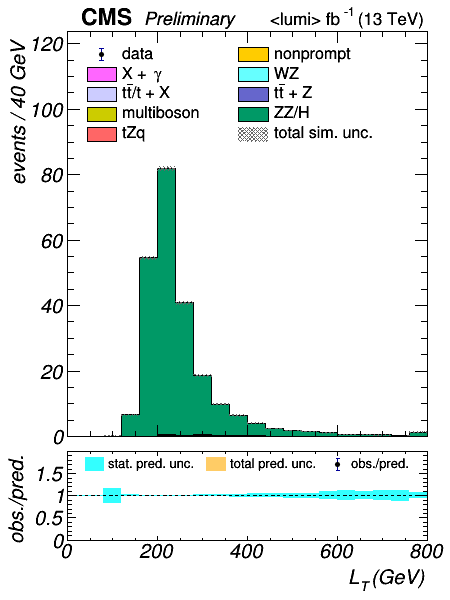 CMS Preliminary <lumi> fb⁻¹ (13 TeV)
events / 40 GeV
120
100
80
60
40
20
0
data
X + γ
tt̄/t + X
multiboson
tZ̄q
nonprompt
WZ
tt̄ + Z
ZZ/H
total sim. unc.
obs./pred.
1.5
1
0.5
0
stat. pred. unc. total pred. unc. obs./pred.
0 200 400 600 800
L_T(GeV)